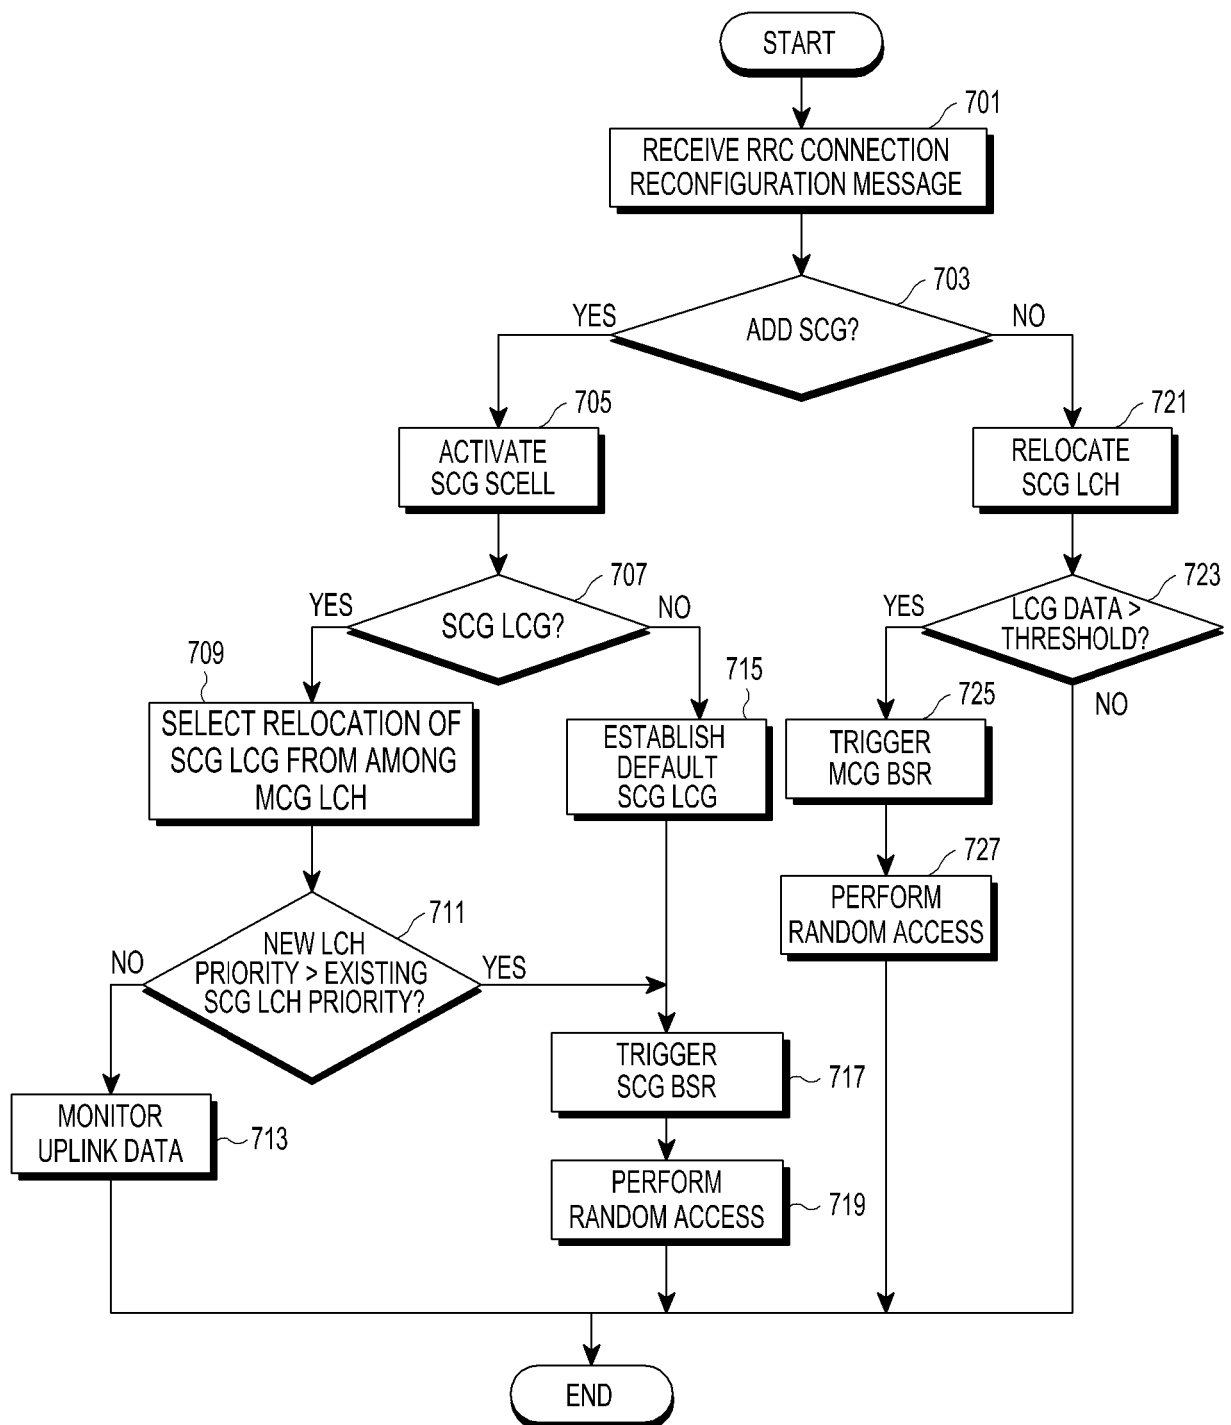 START
701
RECEIVE RRC CONNECTION
RECONFIGURATION MESSAGE
703
YES
ADD SCG?
NO
705
ACTIVATE
SCG SCELL
721
RELOCATE
SCG LCH
707
YES
SCG LCG?
NO
723
YES
LCG DATA >
THRESHOLD?
NO
709
SELECT RELOCATION OF
SCG LCG FROM AMONG
MCG LCH
715
ESTABLISH
DEFAULT
SCG LCG
725
TRIGGER
MCG BSR
727
PERFORM
RANDOM ACCESS
711
NO
NEW LCH
PRIORITY > EXISTING
SCG LCH PRIORITY?
YES
TRIGGER
SCG BSR
717
MONITOR
UPLINK DATA
713
PERFORM
RANDOM ACCESS
719
END